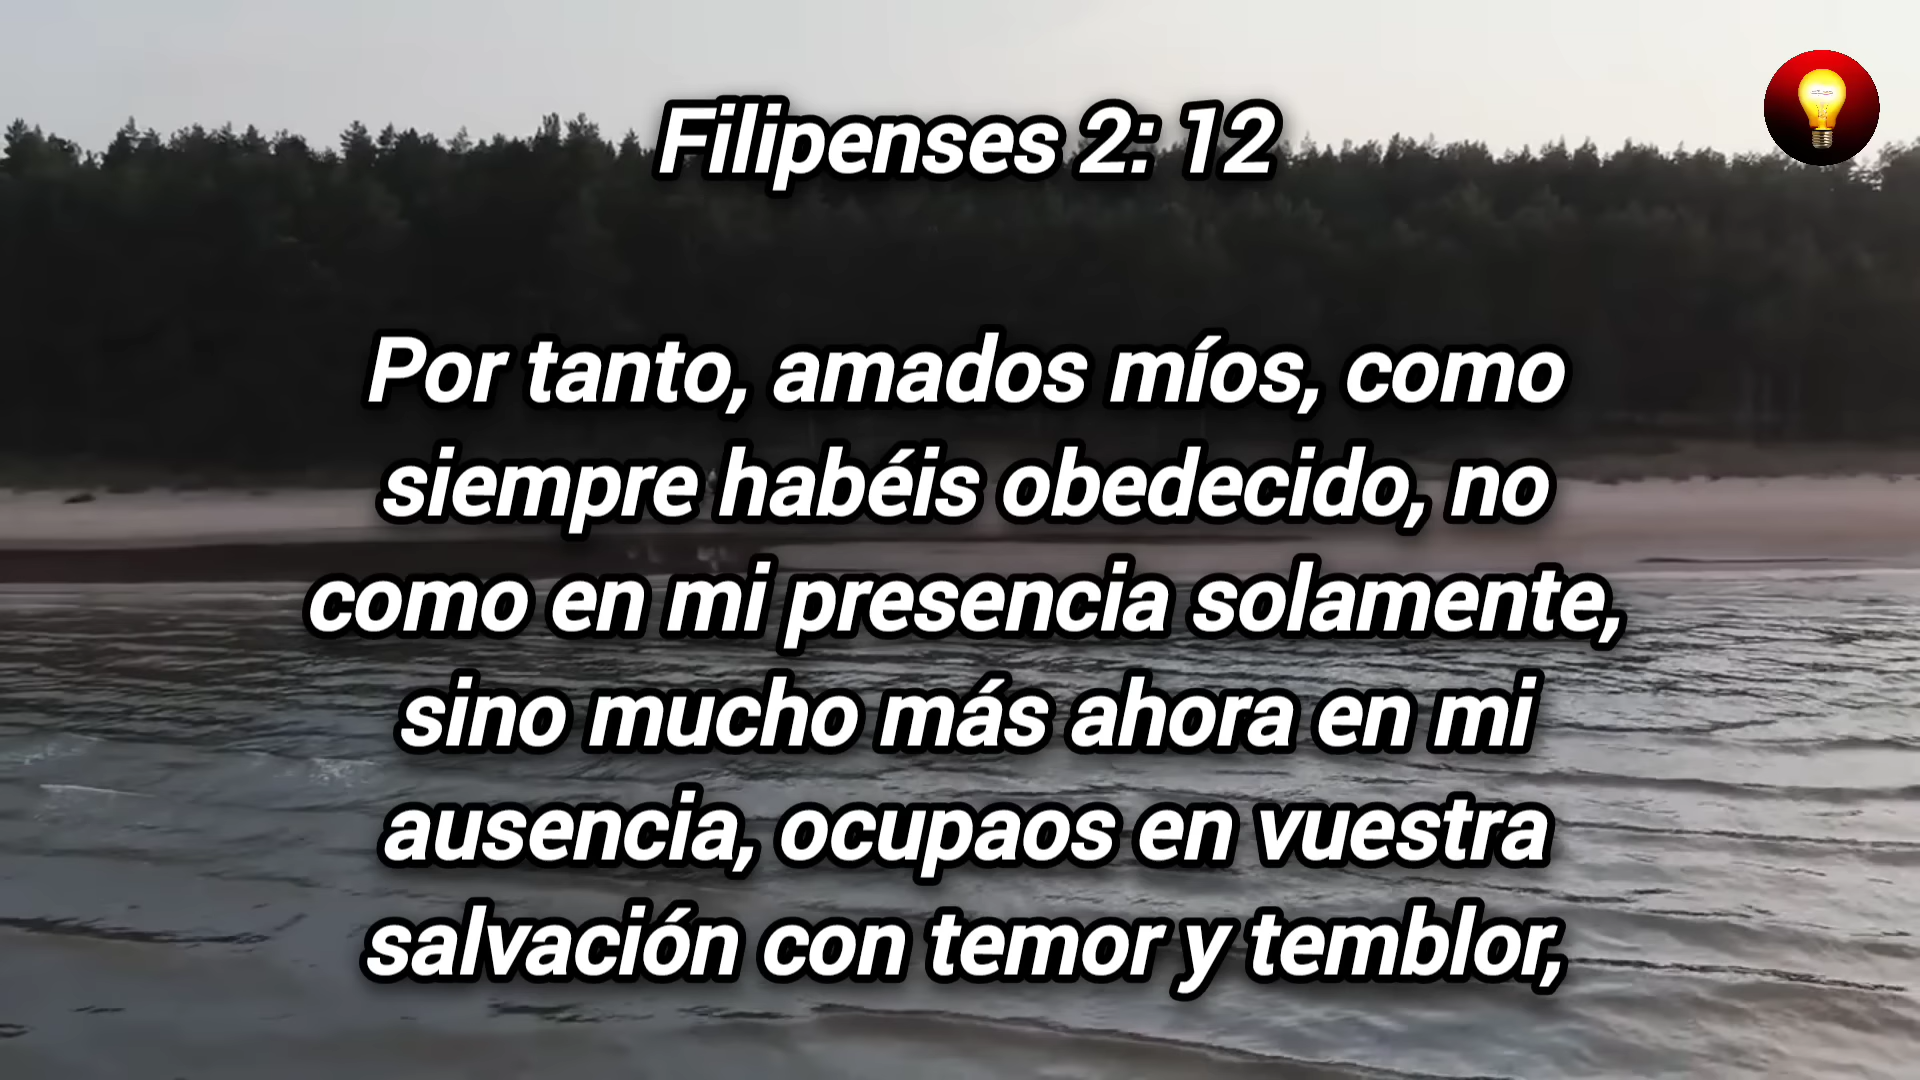 Filipenses 2: 12
Por tanto, amados míos, como
siempre habéis obedecido, no
como en mi presencia solamente,
sino mucho más ahora en mi
ausencia, ocupaos en vuestra
salvación con temor y temblor,